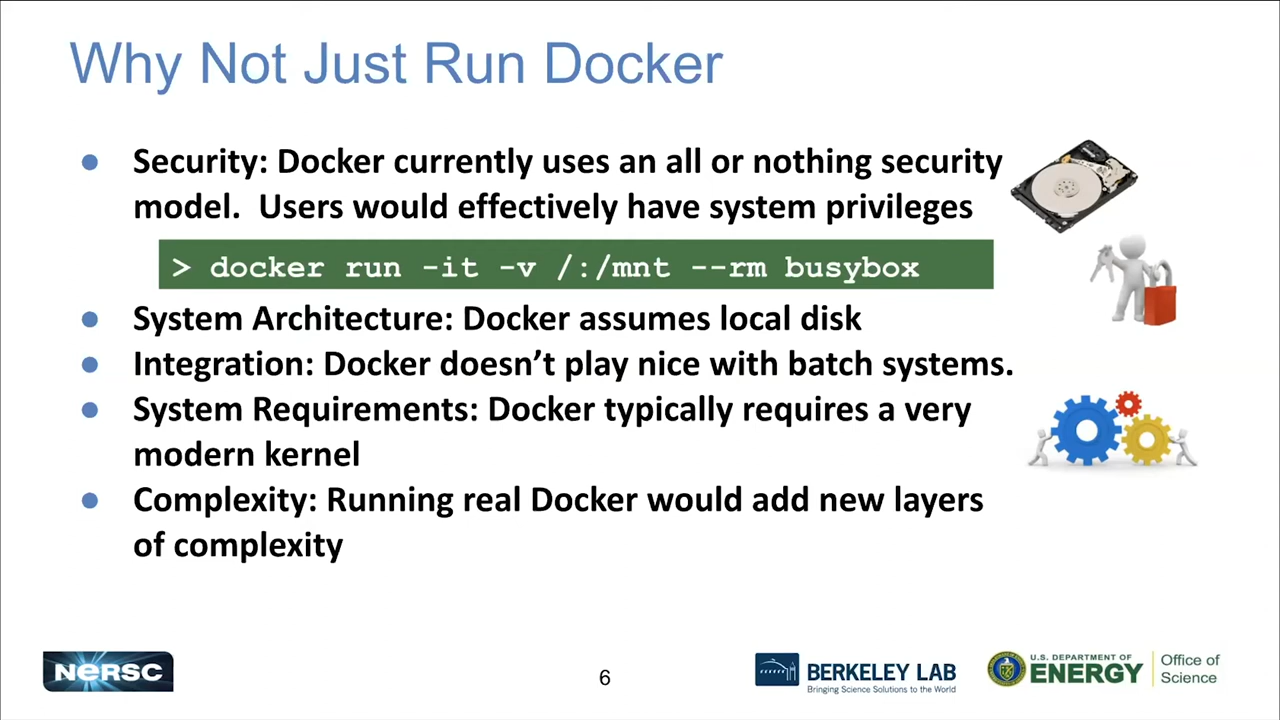 Why Not Just Run Docker
● Security: Docker currently uses an all or nothing security
model.  Users would effectively have system privileges
> docker run -it -v /:/mnt --rm busybox
● System Architecture: Docker assumes local disk
● Integration: Docker doesn’t play nice with batch systems.
● System Requirements: Docker typically requires a very
modern kernel
● Complexity: Running real Docker would add new layers
of complexity
NERSC
6
BERKELEY LAB
Bringing Science Solutions to the World
U.S. DEPARTMENT OF
ENERGY
Office of
Science